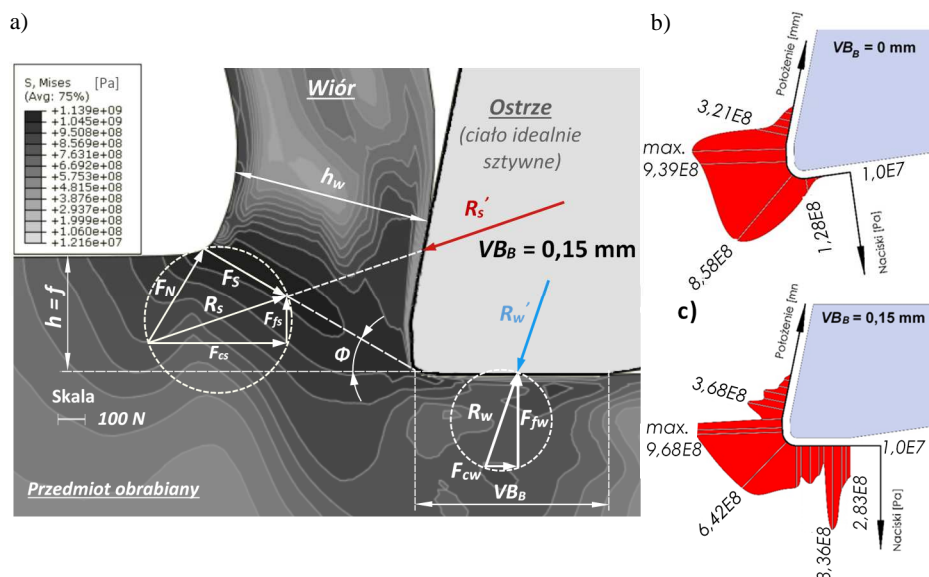 a)
S, Mises [Pa]
(Avg: 75%)
+1.139e+09
+1.045e+09
+9.508e+08
+8.569e+08
+7.631e+08
+6.692e+08
+5.753e+08
+4.815e+08
+3.876e+08
+2.937e+08
+1.999e+08
+1.060e+08
+1.216e+07
Wiór
Ostrze
(ciało idealnie
sztywne)
h_w
R_s'
VB_B = 0,15 mm
R_w'
h = f
F_N
F_S
R_s
F_fs
F_cs
Φ
Skala
100 N
R_w
F_fw
F_cw
VB_B
Przedmiot obrabiany
b)
Położenie [mm]
VB_B = 0 mm
3,21E8
max.
9,39E8
1,0E7
1,28E8
8,58E8
Naciski [Pa]
c)
Położenie [mn
VB_B = 0,15 mm
3,68E8
max.
9,68E8
1,0E7
6,42E8
2,83E8
3,36E8
Naciski [Pa]